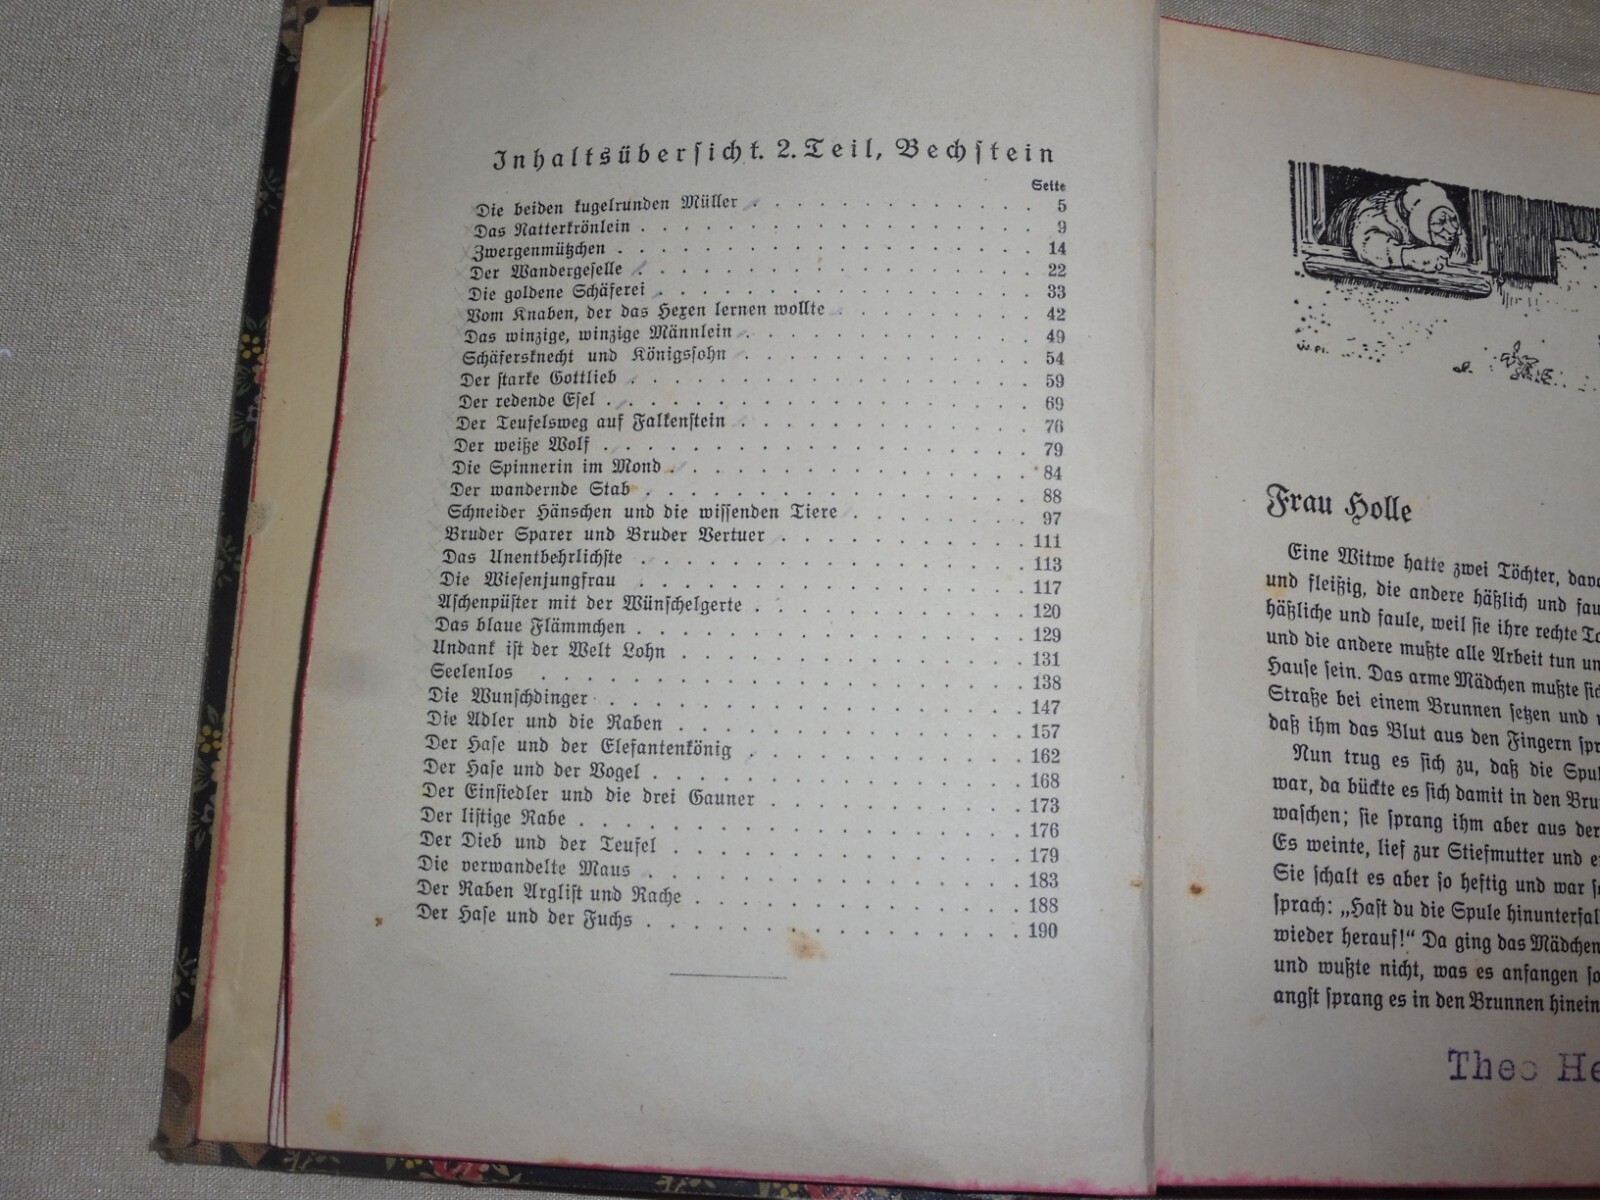 Inhaltsübersicht. 2. Teil, Bechstein
Seite
Die beiden kugelrunden Müller . . . . . . . . . . . . . 5
Das Natterkrönlein . . . . . . . . . . . . . . . . . . 9
Zwergenmützchen . . . . . . . . . . . . . . . . . . . 14
Der Wandergeselle . . . . . . . . . . . . . . . . . . 22
Die goldene Schäferei . . . . . . . . . . . . . . . . . 33
Vom Knaben, der das Hexen lernen wollte . . . . . . . . . 42
Das winzige, winzige Männlein . . . . . . . . . . . . . 49
Schäfersknecht und Königssohn . . . . . . . . . . . . . 54
Der starke Gottlieb . . . . . . . . . . . . . . . . . . 59
Der redende Esel . . . . . . . . . . . . . . . . . . . 69
Der Teufelsweg auf Falkenstein . . . . . . . . . . . . . 76
Der weiße Wolf . . . . . . . . . . . . . . . . . . . . 79
Die Spinnerin im Mond . . . . . . . . . . . . . . . . 84
Der wandernde Stab . . . . . . . . . . . . . . . . . . 88
Schneider Hänschen und die wissenden Tiere . . . . . . . . 97
Bruder Sparer und Bruder Vertuer . . . . . . . . . . . . 111
Das Unentbehrlichste . . . . . . . . . . . . . . . . . 113
Die Wiesenjungfrau . . . . . . . . . . . . . . . . . . 117
Aschenpüster mit der Wünschelgerte . . . . . . . . . . . 120
Das blaue Flämmchen . . . . . . . . . . . . . . . . . 129
Undank ist der Welt Lohn . . . . . . . . . . . . . . . 131
Seelenlos . . . . . . . . . . . . . . . . . . . . . . 138
Die Wunschdinger . . . . . . . . . . . . . . . . . . . 147
Die Adler und die Raben . . . . . . . . . . . . . . . 157
Der Hase und der Elefantenkönig . . . . . . . . . . . . 162
Der Hase und der Vogel . . . . . . . . . . . . . . . . 168
Der Einsiedler und die drei Gauner . . . . . . . . . . . 173
Der listige Rabe . . . . . . . . . . . . . . . . . . . 176
Der Dieb und der Teufel . . . . . . . . . . . . . . . . 179
Die verwandelte Maus . . . . . . . . . . . . . . . . . 183
Der Raben Arglist und Rache . . . . . . . . . . . . . . 188
Der Hase und der Fuchs . . . . . . . . . . . . . . . . 190
Frau Holle
Eine Witwe hatte zwei Töchter, dav
und fleißig, die andere häßlich und fau
häßliche und faule, weil sie ihre rechte To
und die andere mußte alle Arbeit tun un
Hause sein. Das arme Mädchen mußte sic
Straße bei einem Brunnen setzen und
daß ihm das Blut aus den Fingern spr
Nun trug es sich zu, daß die Spul
war, da bückte es sich damit in den Bru
waschen; sie sprang ihm aber aus der
Es weinte, lief zur Stiefmutter und e
Sie schalt es aber so heftig und war s
sprach: „Hast du die Spule hinunterfal
wieder herauf!“ Da ging das Mädchen
und wußte nicht, was es anfangen so
angst sprang es in den Brunnen hinein
Theo He